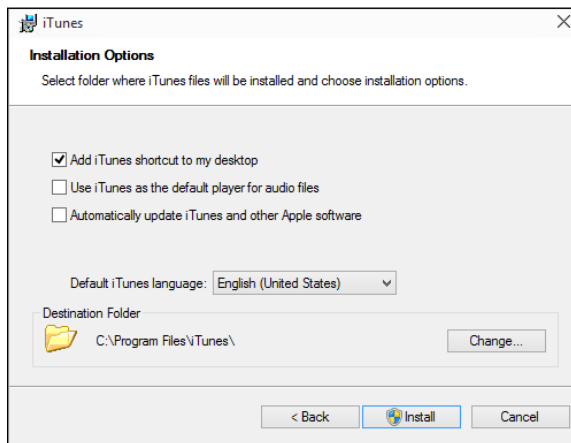 iTunes
Installation Options
Select folder where iTunes files will be installed and choose installation options.
Add iTunes shortcut to my desktop
Use iTunes as the default player for audio files
Automatically update iTunes and other Apple software
Default iTunes language: English (United States)
Destination Folder
C:\Program Files\iTunes\ Change...
< Back Install Cancel